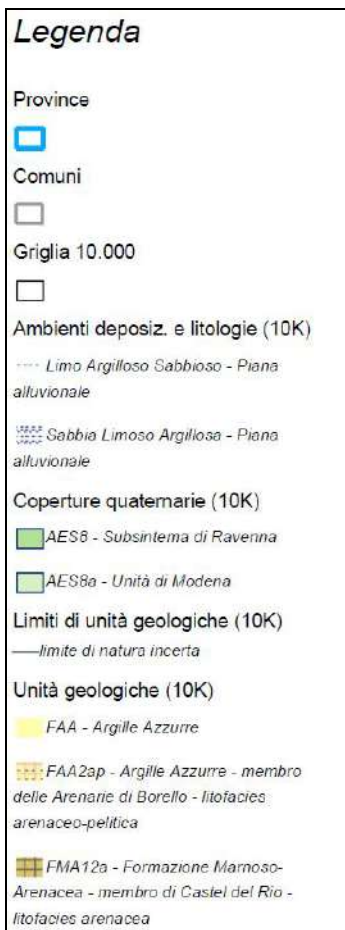 Legenda
Province
Comuni
Griglia 10.000
Ambienti deposiz. e litologie (10K)
Limo Argilloso Sabbioso - Piana
alluvionale
Sabbia Limoso Argillosa - Piana
alluvionale
Coperture quaternarie (10K)
AES8 - Subsintema di Ravenna
AES8a - Unità di Modena
Limiti di unità geologiche (10K)
limite di natura incerta
Unità geologiche (10K)
FAA - Argille Azzurre
FAA2ap - Argille Azzurre - membro
delle Arenarie di Borello - litofacies
arenaceo-pelitica
FMA12a - Formazione Marnoso-
Arenacea - membro di Castel del Rio -
litofacies arenacea